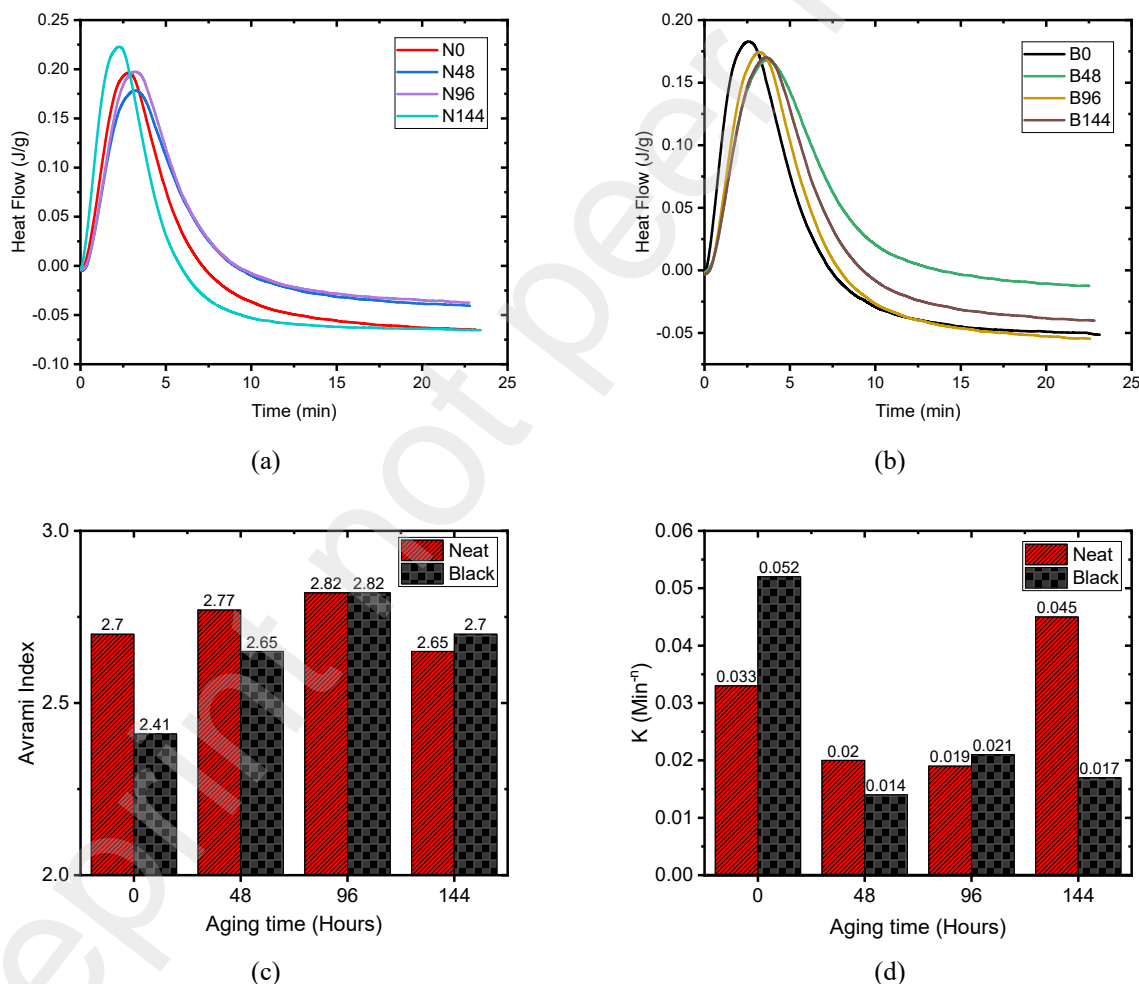 0.25
0.20
0.15
0.10
0.05
0.00
-0.05
-0.10
Heat Flow (J/g)
N0
N48
N96
N144
0 5 10 15 20 25
Time (min)
(a)
0.20
0.15
0.10
0.05
0.00
-0.05
Heat Flow (J/g)
B0
B48
B96
B144
0 5 10 15 20 25
Time (min)
(b)
3.0
2.5
2.0
Avrami Index
Neat
Black
2.7
2.41
2.77
2.65
2.82
2.82
2.65
2.7
0 48 96 144
Aging time (Hours)
(c)
0.06
0.05
0.04
0.03
0.02
0.01
0.00
K (Min⁻ⁿ)
Neat
Black
0.033
0.052
0.02
0.014
0.019
0.021
0.045
0.017
0 48 96 144
Aging time (Hours)
(d)
eprint not peer r